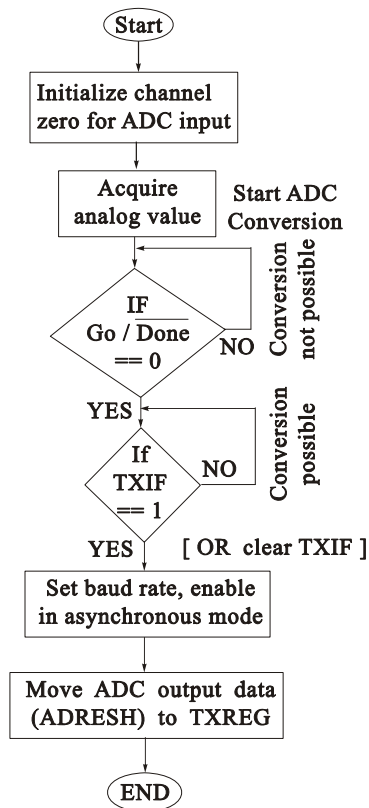 Start
Initialize channel
zero for ADC input
Acquire
analog value
Start ADC
Conversion
IF
Go / Done
== 0
NO
Conversion
not possible
YES
If
TXIF
== 1
NO
Conversion
possible
YES
[ OR clear TXIF ]
Set baud rate, enable
in asynchronous mode
Move ADC output data
(ADRESH) to TXREG
END